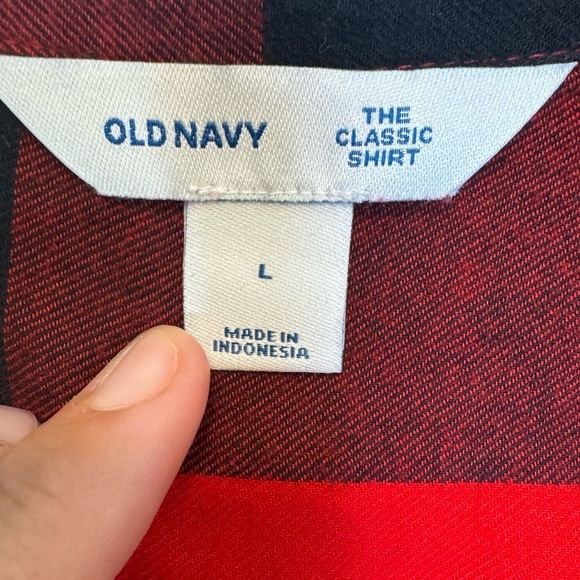 OLD NAVY
THE
CLASSIC
SHIRT
L
MADE IN
INDONESIA